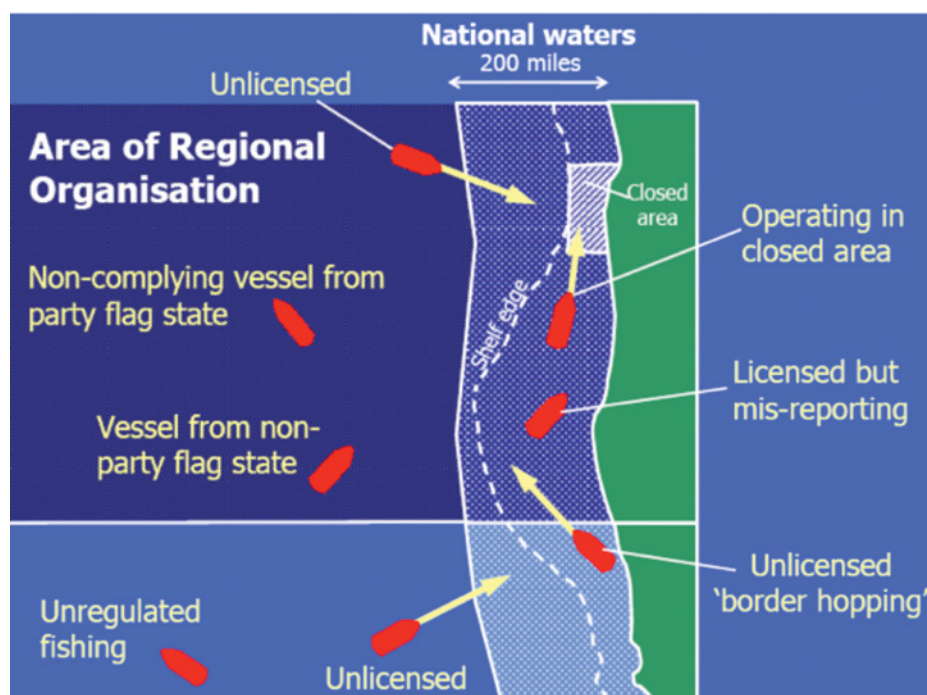 National waters
200 miles
Unlicensed
Area of Regional
Organisation
Closed
area
Operating in
closed area
Non-complying vessel from
party flag state
Shelf edge
Licensed but
mis-reporting
Vessel from non-
party flag state
Unlicensed
‘border hopping’
Unregulated
fishing
Unlicensed